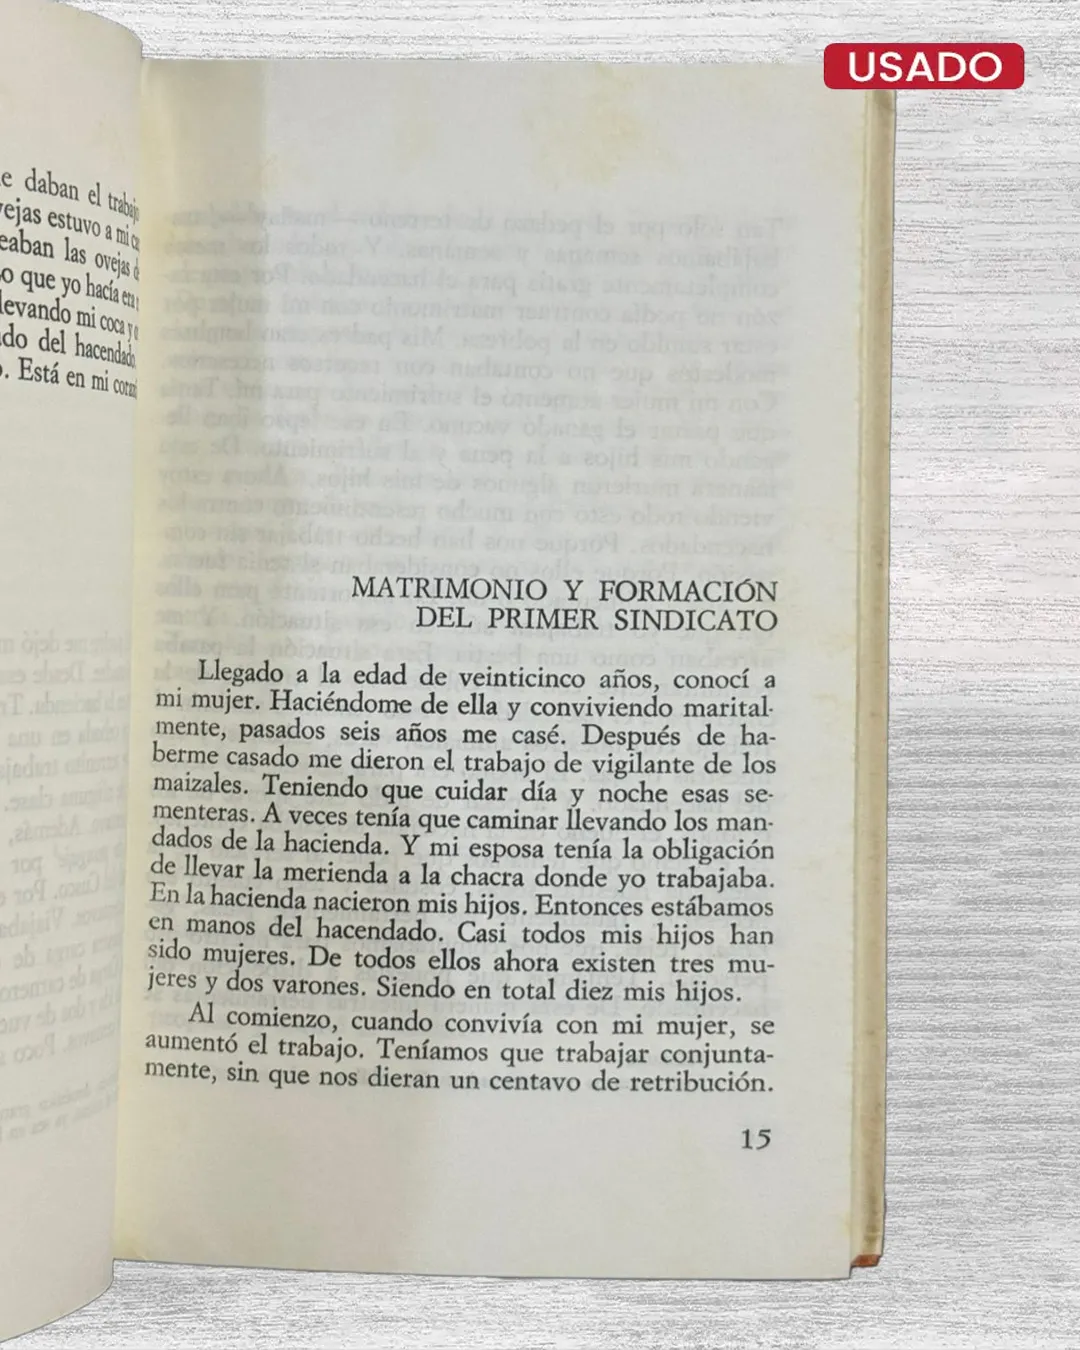 USADO
daban el
estuvo a mi
las ovejas
que yo hacía
mi coca y
del hacendado.
Está en mi
MATRIMONIO Y FORMACIÓN
DEL PRIMER SINDICATO
Llegado a la edad de veinticinco años, conocí a
mi mujer. Haciéndome de ella y conviviendo marital-
mente, pasados seis años me casé. Después de ha-
berme casado me dieron el trabajo de vigilante de los
maizales. Teniendo que cuidar día y noche esas se-
menteras. A veces tenía que caminar llevando los man-
dados de la hacienda. Y mi esposa tenía la obligación
de llevar la merienda a la chacra donde yo trabajaba.
En la hacienda nacieron mis hijos. Entonces estábamos
en manos del hacendado. Casi todos mis hijos han
sido mujeres. De todos ellos ahora existen tres mu-
jeres y dos varones. Siendo en total diez mis hijos.
Al comienzo, cuando convivía con mi mujer, se
aumentó el trabajo. Teníamos que trabajar conjunta-
mente, sin que nos dieran un centavo de retribución.
15